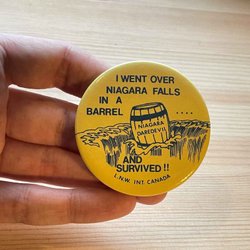 I WENT OVER
NIAGARA FALLS
IN A
BARREL ....
NIAGARA
DAREDEVIL
AND
SURVIVED !!
L.N.W. INT. CANADA